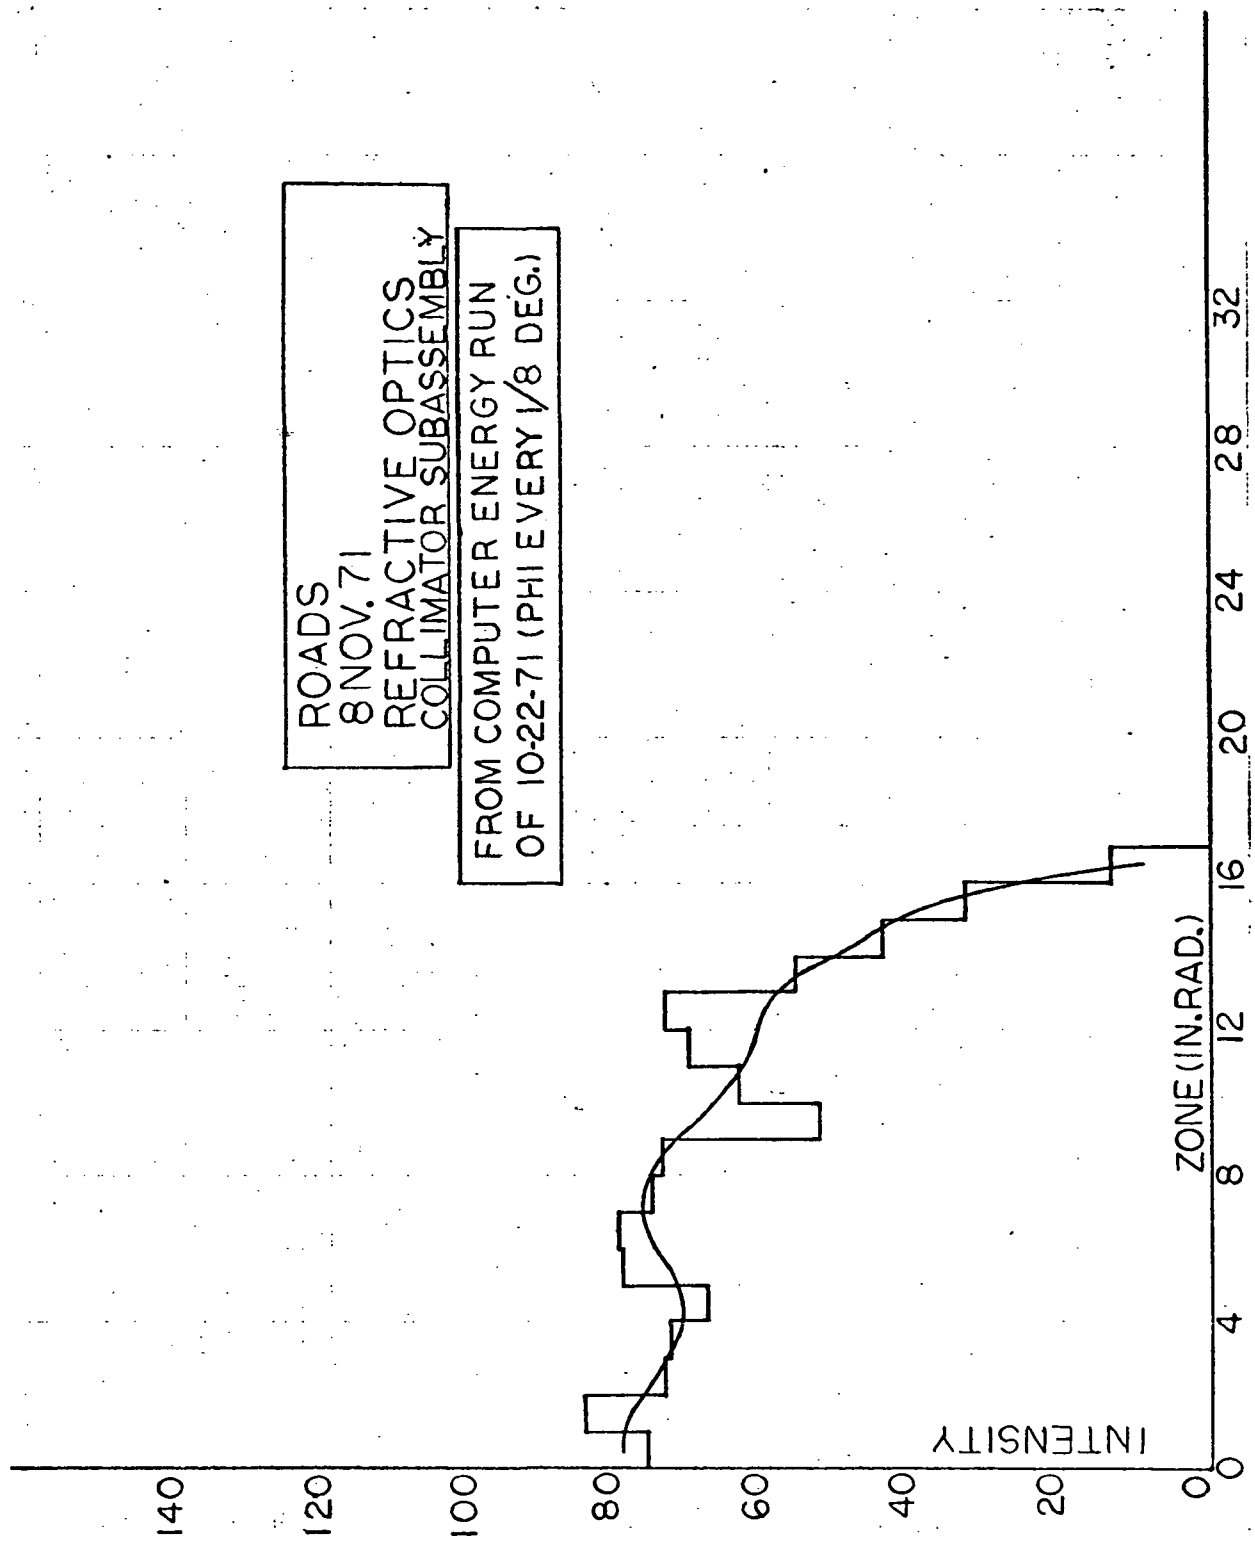 ROADS
8 NOV. 71
REFRACTIVE OPTICS
COLLIMATOR SUBASSEMBLY
FROM COMPUTER ENERGY RUN
OF 10-22-71 (PHI EVERY 1/8 DEG.)
140
120
100
80
60
40
20
0
INTENSITY
ZONE (IN. RAD.)
0 4 8 12 16 20 24 28 32